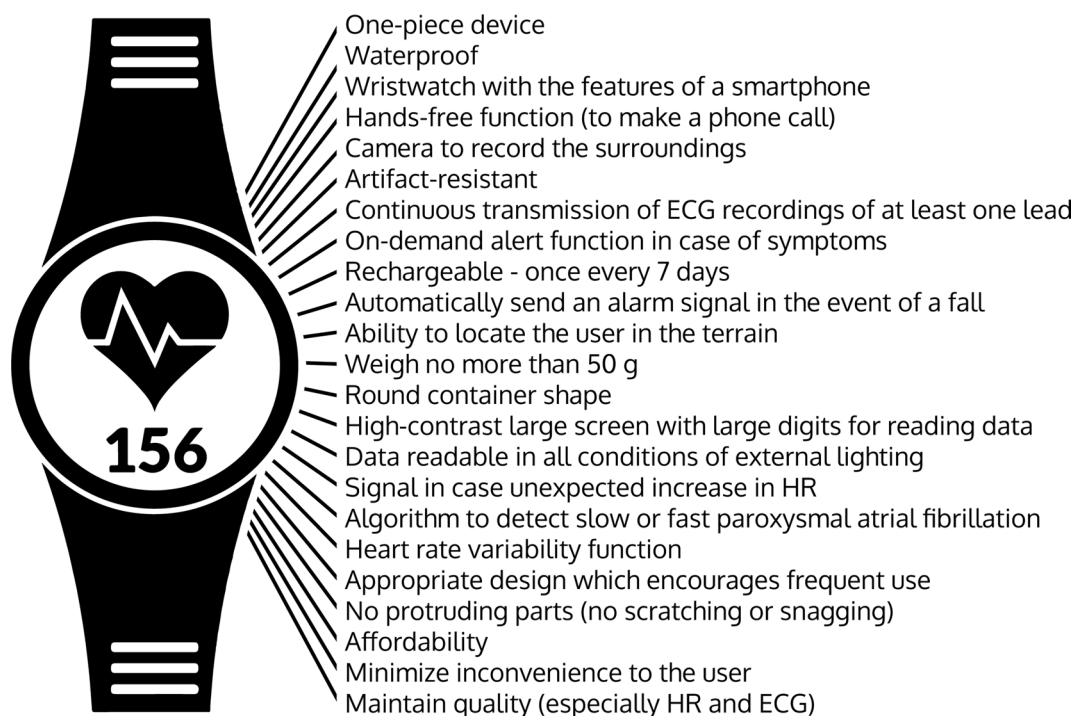 One-piece device
Waterproof
Wristwatch with the features of a smartphone
Hands-free function (to make a phone call)
Camera to record the surroundings
Artifact-resistant
Continuous transmission of ECG recordings of at least one lead
On-demand alert function in case of symptoms
Rechargeable - once every 7 days
Automatically send an alarm signal in the event of a fall
Ability to locate the user in the terrain
Weigh no more than 50 g
Round container shape
High-contrast large screen with large digits for reading data
156
Data readable in all conditions of external lighting
Signal in case unexpected increase in HR
Algorithm to detect slow or fast paroxysmal atrial fibrillation
Heart rate variability function
Appropriate design which encourages frequent use
No protruding parts (no scratching or snagging)
Affordability
Minimize inconvenience to the user
Maintain quality (especially HR and ECG)